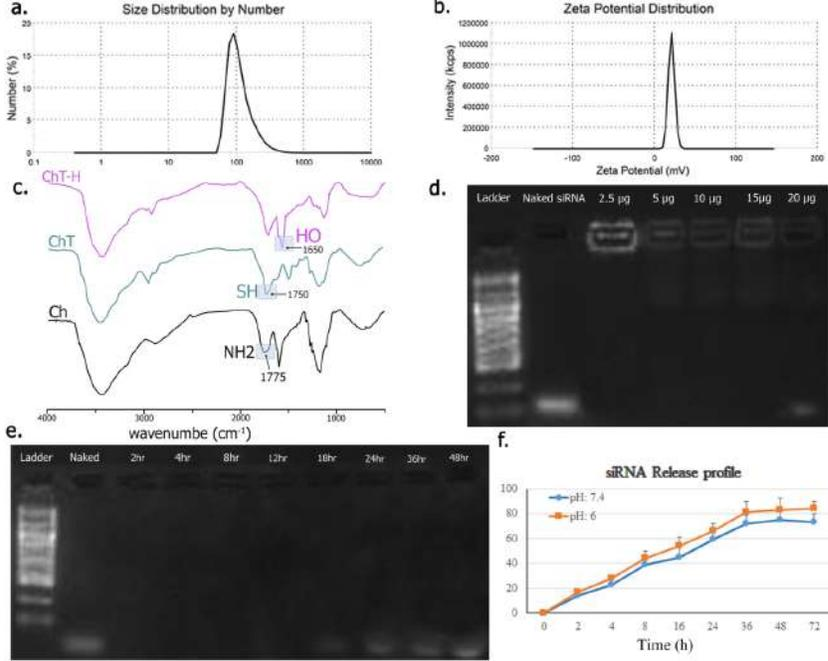 a.
Size Distribution by Number
Number (%)
20
15
10
5
0
0.1 1 10 100 1000 10000
b.
Zeta Potential Distribution
Intensity (kcps)
1200000
1000000
800000
600000
400000
200000
0
-200 -100 0 100 200
Zeta Potential (mV)
c.
ChT-H
HO
1650
ChT
SH
1750
Ch
NH2
1775
4000 3000 2000 1000
wavenumbe (cm-1)
d.
Ladder Naked siRNA 2.5 µg 5 µg 10 µg 15µg 20 µg
e.
Ladder Naked 2hr 4hr 8hr 12hr 18hr 24hr 36hr 48hr
f.
siRNA Release profile
100
80
60
40
20
0
pH: 7.4
pH: 6
0 2 4 8 16 24 36 48 72
Time (h)